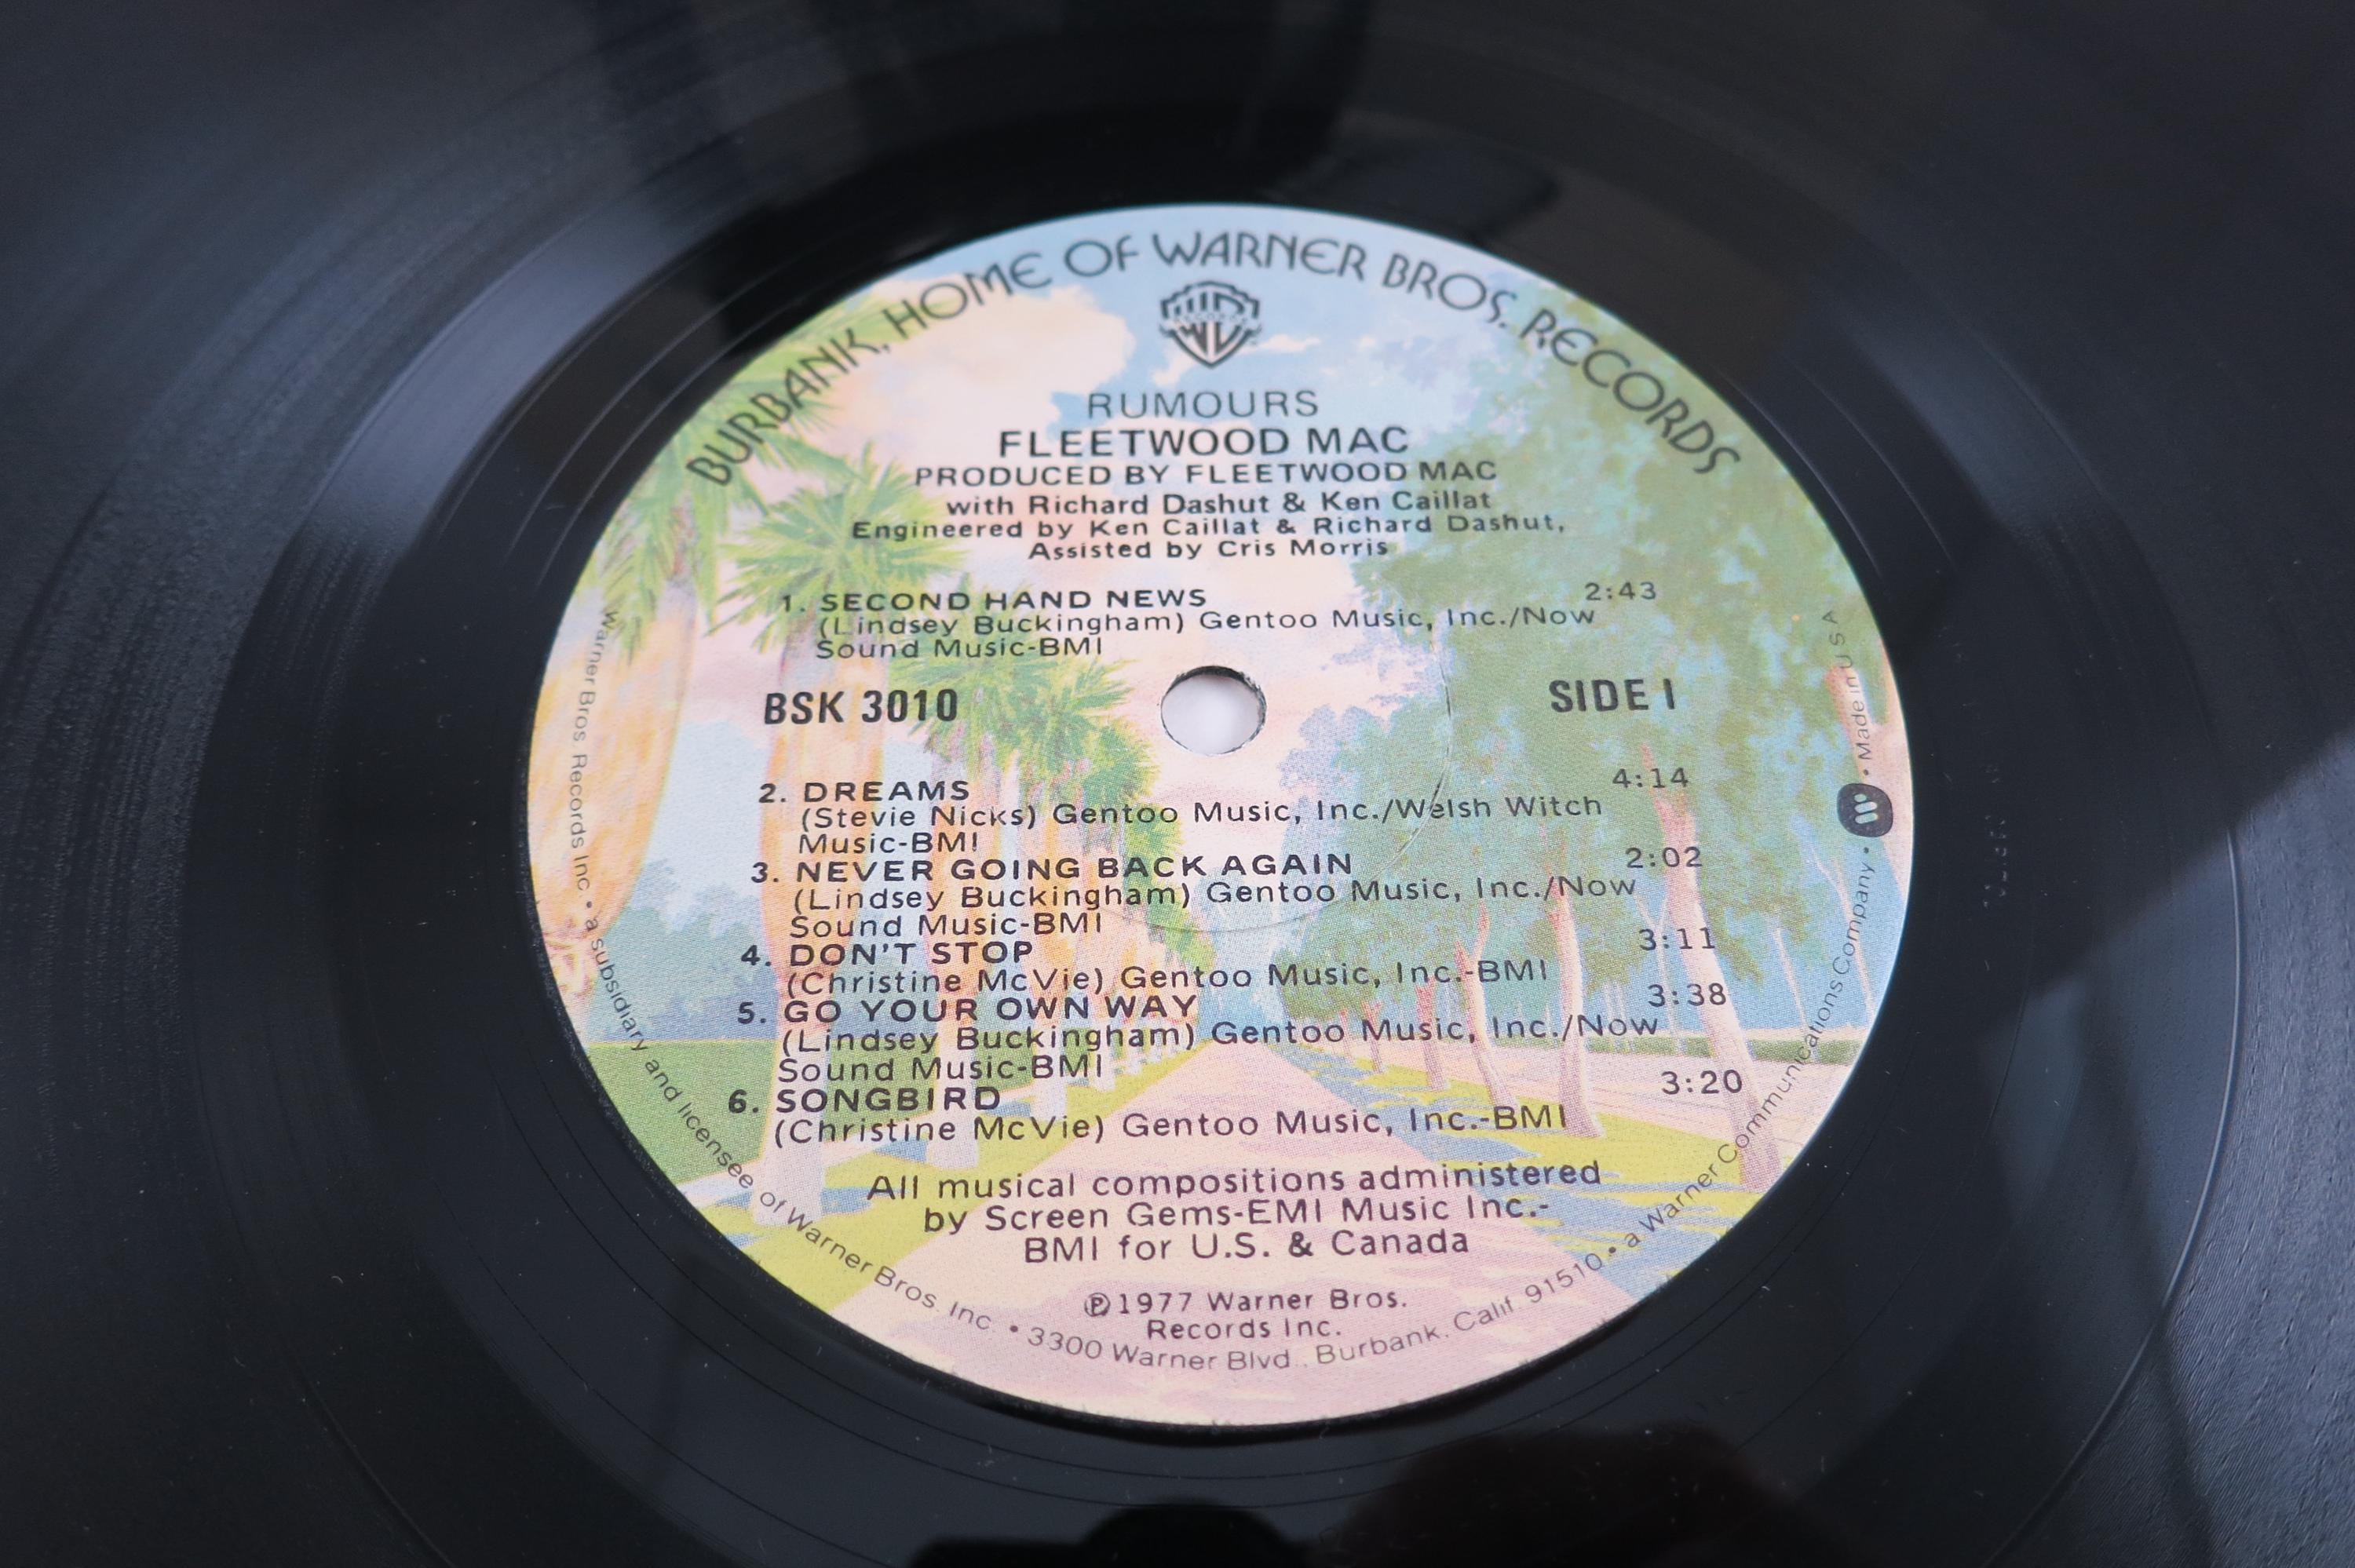 BURBANK, HOME OF WARNER BROS. RECORDS
RUMOURS
FLEETWOOD MAC
PRODUCED BY FLEETWOOD MAC
with Richard Dashut & Ken Caillat
Engineered by Ken Caillat & Richard Dashut,
Assisted by Cris Morris
1. SECOND HAND NEWS 2:43
(Lindsey Buckingham) Gentoo Music, Inc./Now
Sound Music-BMI
BSK 3010 SIDE 1
2. DREAMS 4:14
(Stevie Nicks) Gentoo Music, Inc./Welsh Witch
Music-BMI
3. NEVER GOING BACK AGAIN 2:02
(Lindsey Buckingham) Gentoo Music, Inc./Now
Sound Music-BMI
4. DON'T STOP 3:11
(Christine McVie) Gentoo Music, Inc.-BMI
5. GO YOUR OWN WAY 3:38
(Lindsey Buckingham) Gentoo Music, Inc./Now
Sound Music-BMI
6. SONGBIRD 3:20
(Christine McVie) Gentoo Music, Inc.-BMI
All musical compositions administered
by Screen Gems-EMI Music Inc.-
BMI for U.S. & Canada
℗1977 Warner Bros.
Records Inc.
Warner Bros. Records Inc. • a subsidiary and licensee of Warner Bros. Inc. • 3300 Warner Blvd., Burbank, Calif. 91510 • a Warner Communications Company • Made in U S A